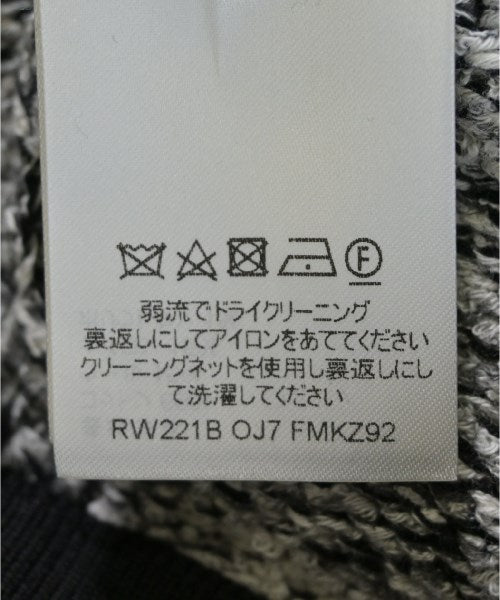 F
弱流でドライクリーニング
裏返しにしてアイロンをあててください
クリーニングネットを使用し裏返しにし
て洗濯してください
RW221B OJ7 FMKZ92